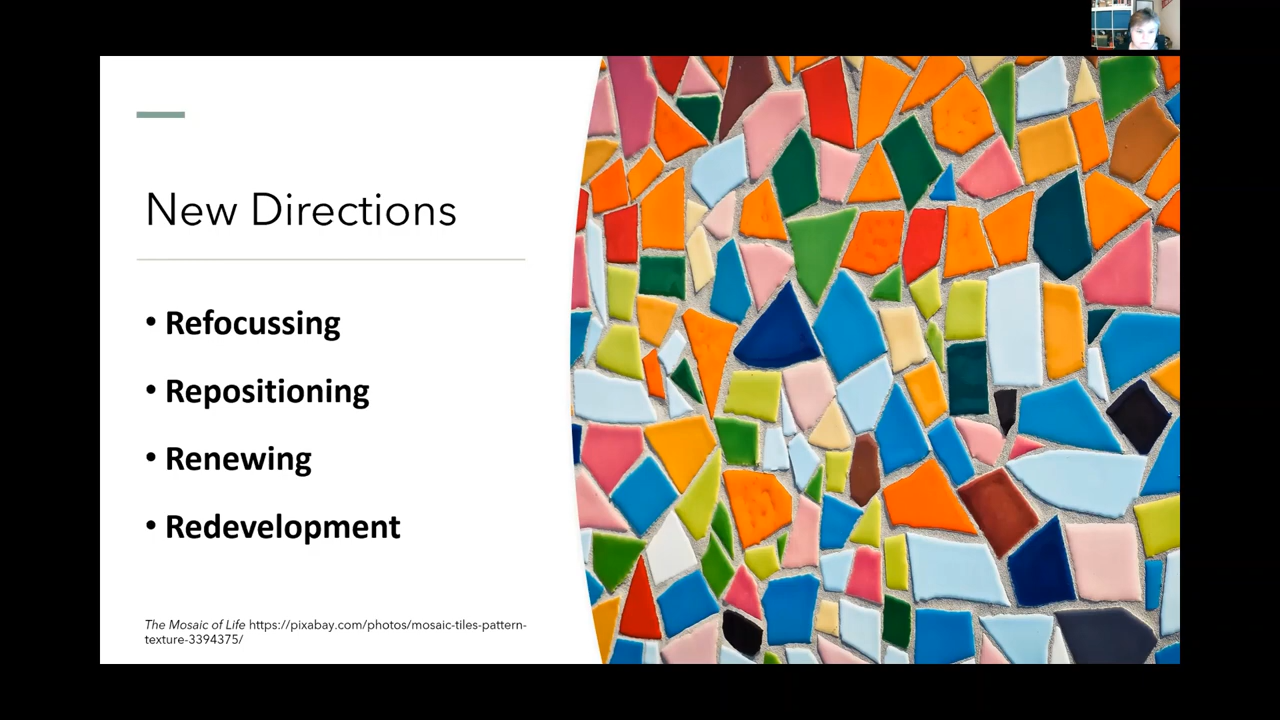 New Directions
• Refocussing
• Repositioning
• Renewing
• Redevelopment
The Mosaic of Life https://pixabay.com/photos/mosaic-tiles-pattern-
texture-3394375/